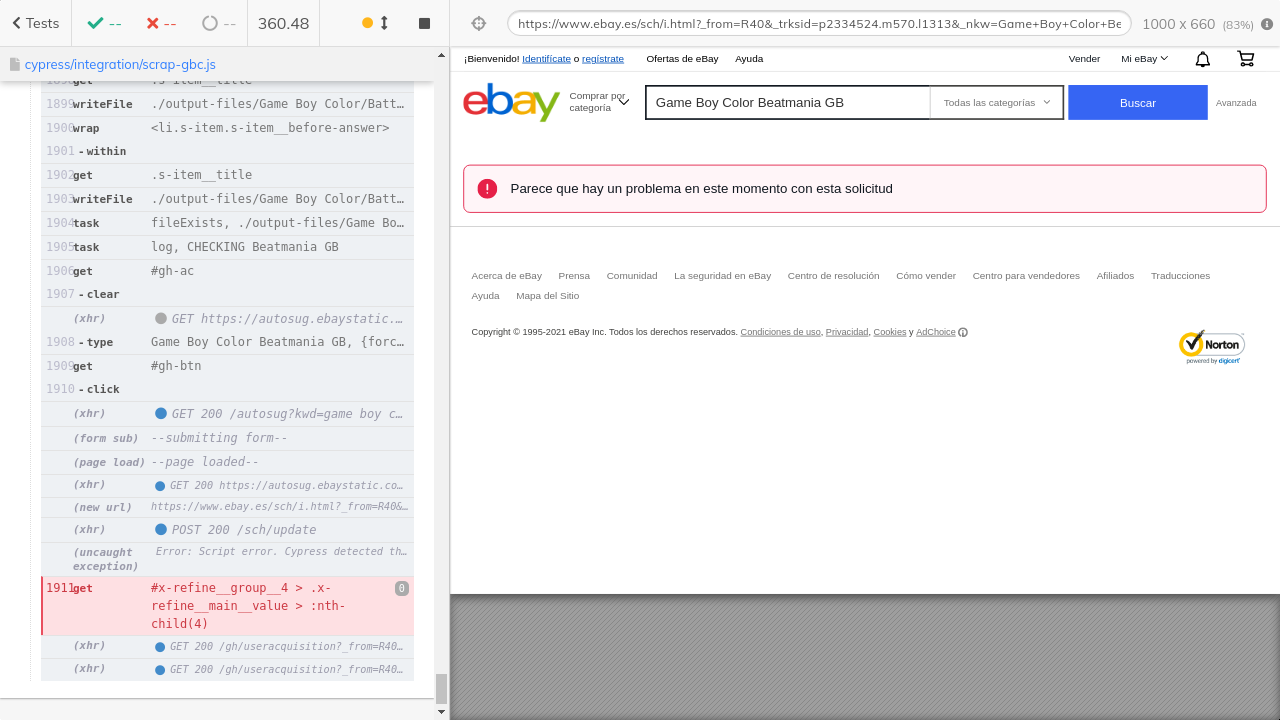 Tests
--
--
--
360.48
https://www.ebay.es/sch/i.html?_from=R40&_trksid=p2334524.m570.l1313&_nkw=Game+Boy+Color+Be
1000 x 660 (83%)
cypress/integration/scrap-gbc.js
get .s-item__title
1899 writeFile ./output-files/Game Boy Color/Batt…
1900 wrap <li.s-item.s-item__before-answer>
1901 - within
1902 get .s-item__title
1903 writeFile ./output-files/Game Boy Color/Batt…
1904 task fileExists, ./output-files/Game Bo…
1905 task log, CHECKING Beatmania GB
1906 get #gh-ac
1907 - clear
(xhr) GET https://autosug.ebaystatic.…
1908 - type Game Boy Color Beatmania GB, {forc…
1909 get #gh-btn
1910 - click
(xhr) GET 200 /autosug?kwd=game boy c…
(form sub) --submitting form--
(page load) --page loaded--
(xhr) GET 200 https://autosug.ebaystatic.co…
(new url) https://www.ebay.es/sch/i.html?_from=R40&…
(xhr) POST 200 /sch/update
(uncaught exception) Error: Script error. Cypress detected th…
1911 get #x-refine__group__4 > .x-
refine__main__value > :nth-
child(4)
0
(xhr) GET 200 /gh/useracquisition?_from=R40…
(xhr) GET 200 /gh/useracquisition?_from=R40…
¡Bienvenido! Identifícate o regístrate Ofertas de eBay Ayuda Vender Mi eBay
ebay
Comprar por
categoría
Game Boy Color Beatmania GB
Todas las categorías
Buscar
Avanzada
Parece que hay un problema en este momento con esta solicitud
Acerca de eBay Prensa Comunidad La seguridad en eBay Centro de resolución Cómo vender Centro para vendedores Afiliados Traducciones
Ayuda Mapa del Sitio
Copyright © 1995-2021 eBay Inc. Todos los derechos reservados. Condiciones de uso, Privacidad, Cookies y AdChoice
Norton
powered by digicert